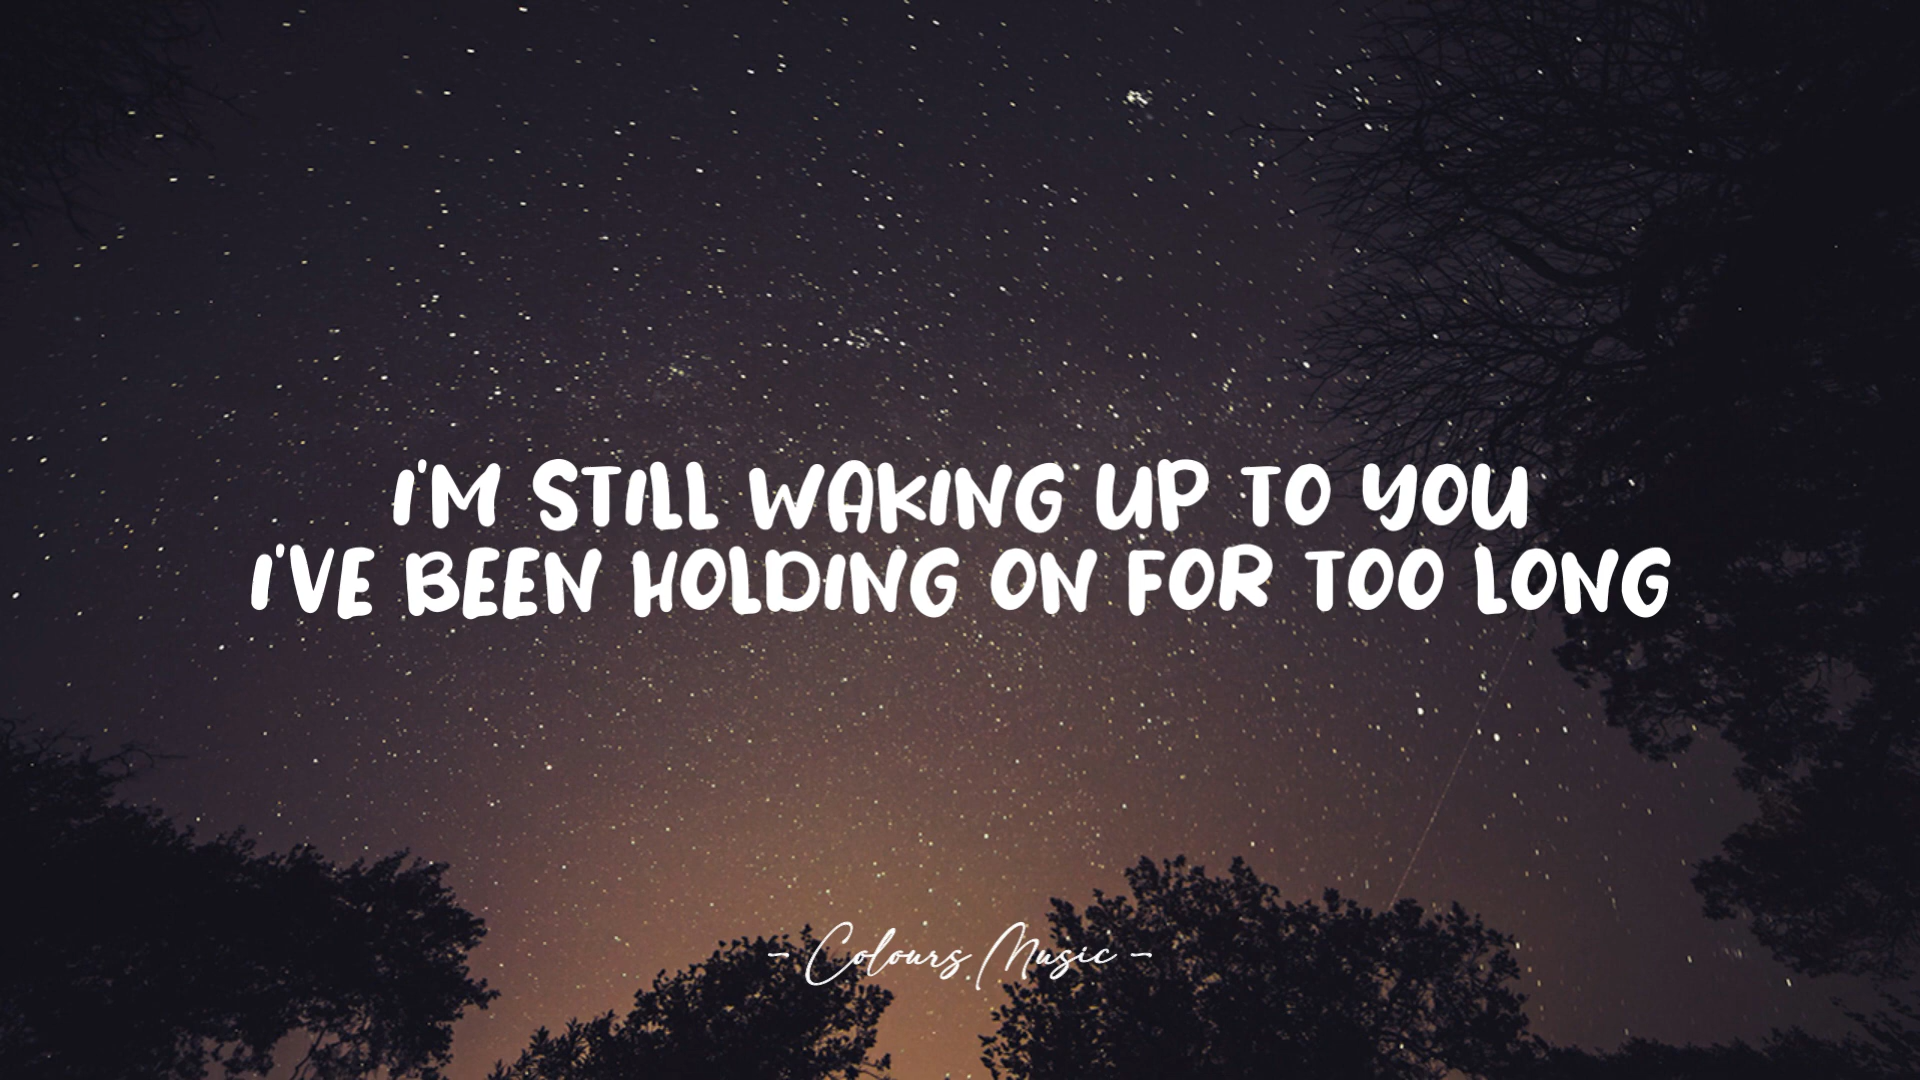 I'M STILL WAKING UP TO YOU
I'VE BEEN HOLDING ON FOR TOO LONG
- Colours Music -